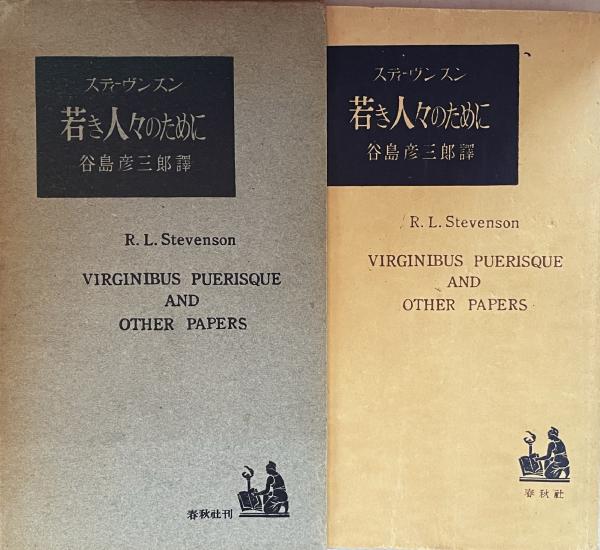 スティーヴンスン
若き人々のために
谷島彦三郎譯
R. L. Stevenson
VIRGINIBUS PUERISQUE
AND
OTHER PAPERS
春秋社刊
スティーヴンスン
若き人々のために
谷島彦三郎譯
R. L. Stevenson
VIRGINIBUS PUERISQUE
AND
OTHER PAPERS
春秋社